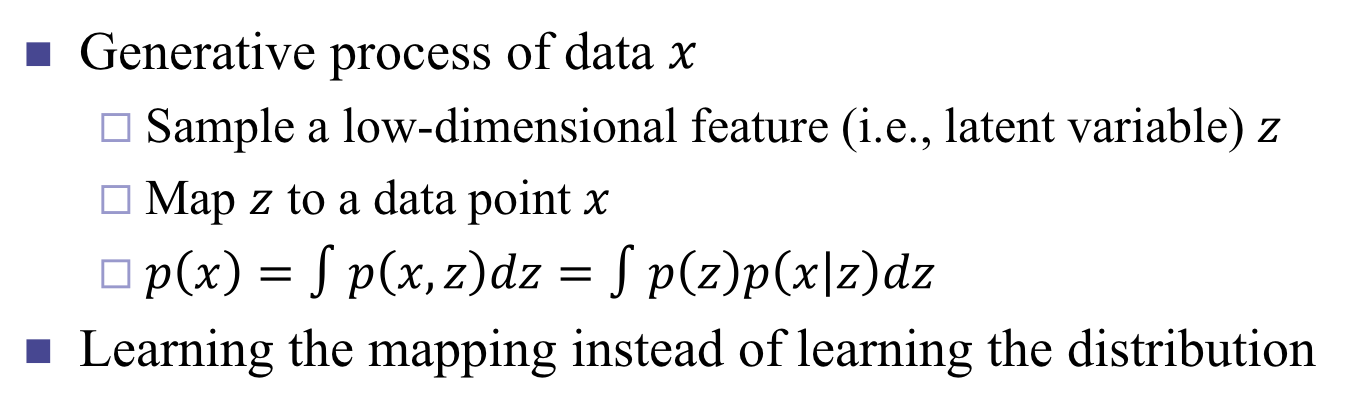 ■ Generative process of data x
□ Sample a low-dimensional feature (i.e., latent variable) z
□ Map z to a data point x
□ p(x) = ∫ p(x, z)dz = ∫ p(z)p(x|z)dz
■ Learning the mapping instead of learning the distribution